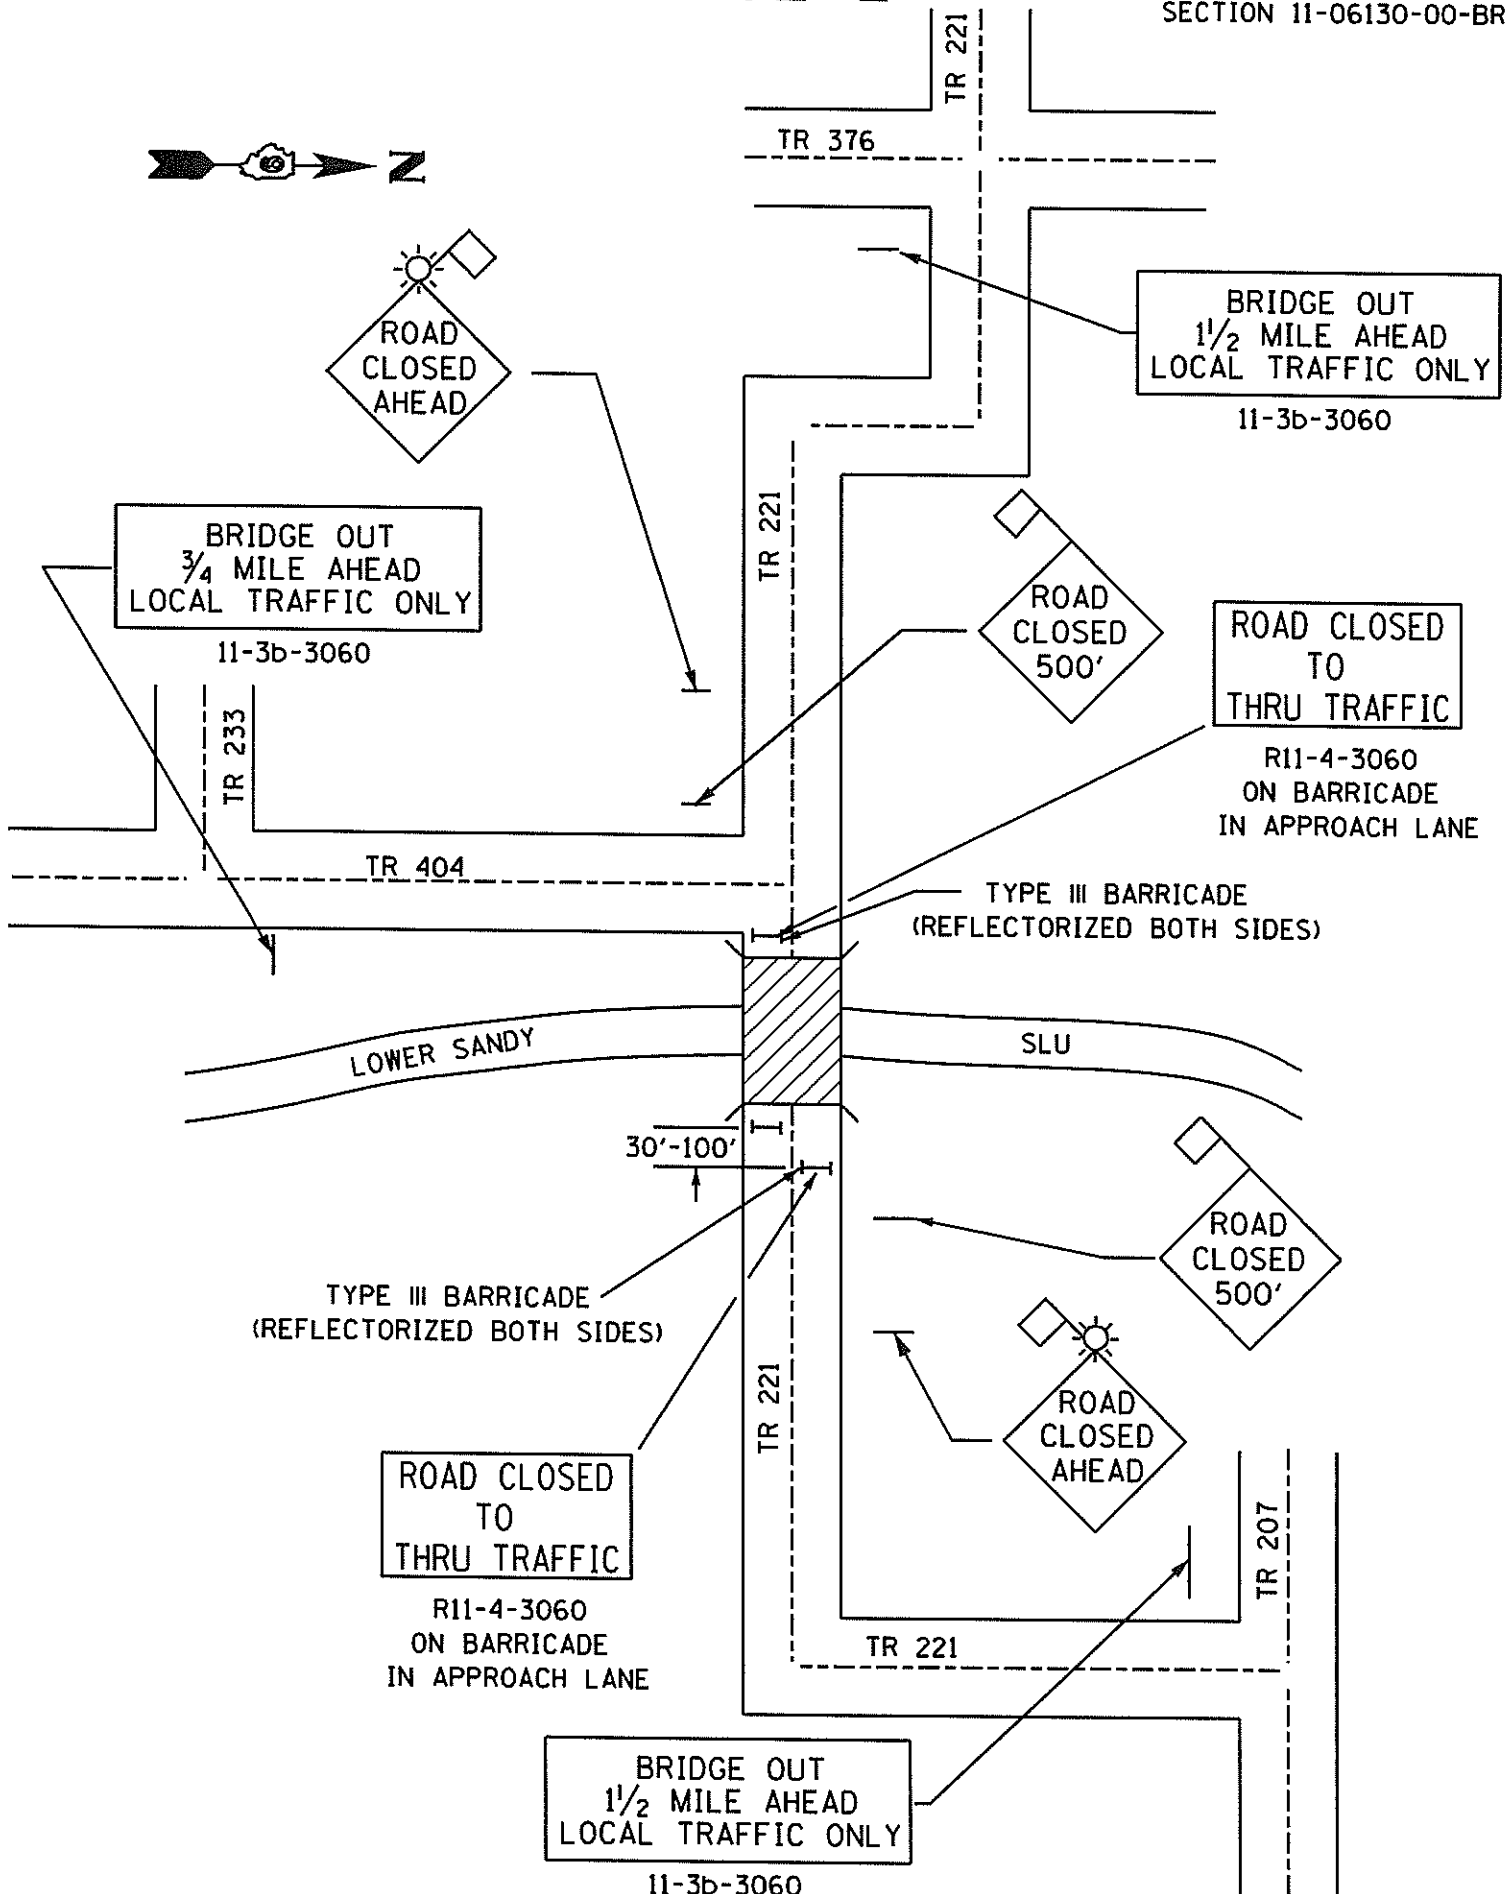 SECTION 11-06130-00-BR
TR 221
TR 376
N
ROAD
CLOSED
AHEAD
BRIDGE OUT
1 1/2 MILE AHEAD
LOCAL TRAFFIC ONLY
11-3b-3060
BRIDGE OUT
3/4 MILE AHEAD
LOCAL TRAFFIC ONLY
11-3b-3060
TR 221
ROAD
CLOSED
500'
ROAD CLOSED
TO
THRU TRAFFIC
R11-4-3060
ON BARRICADE
IN APPROACH LANE
TR 233
TR 404
TYPE III BARRICADE
(REFLECTORIZED BOTH SIDES)
LOWER SANDY
SLU
30'-100'
ROAD
CLOSED
500'
TYPE III BARRICADE
(REFLECTORIZED BOTH SIDES)
TR 221
ROAD
CLOSED
AHEAD
ROAD CLOSED
TO
THRU TRAFFIC
R11-4-3060
ON BARRICADE
IN APPROACH LANE
TR 207
TR 221
BRIDGE OUT
1 1/2 MILE AHEAD
LOCAL TRAFFIC ONLY
11-3b-3060